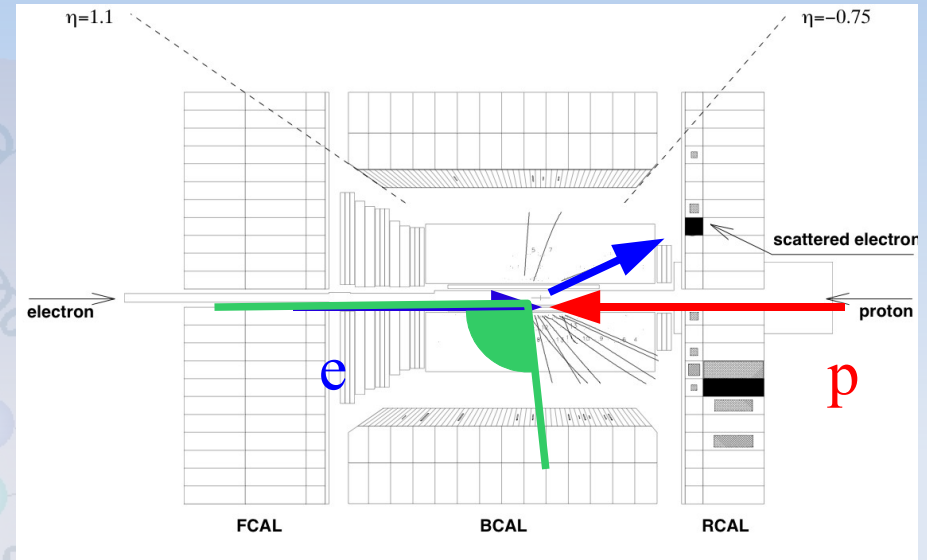 η=1.1
η=−0.75
scattered electron
electron
proton
e
p
FCAL
BCAL
RCAL